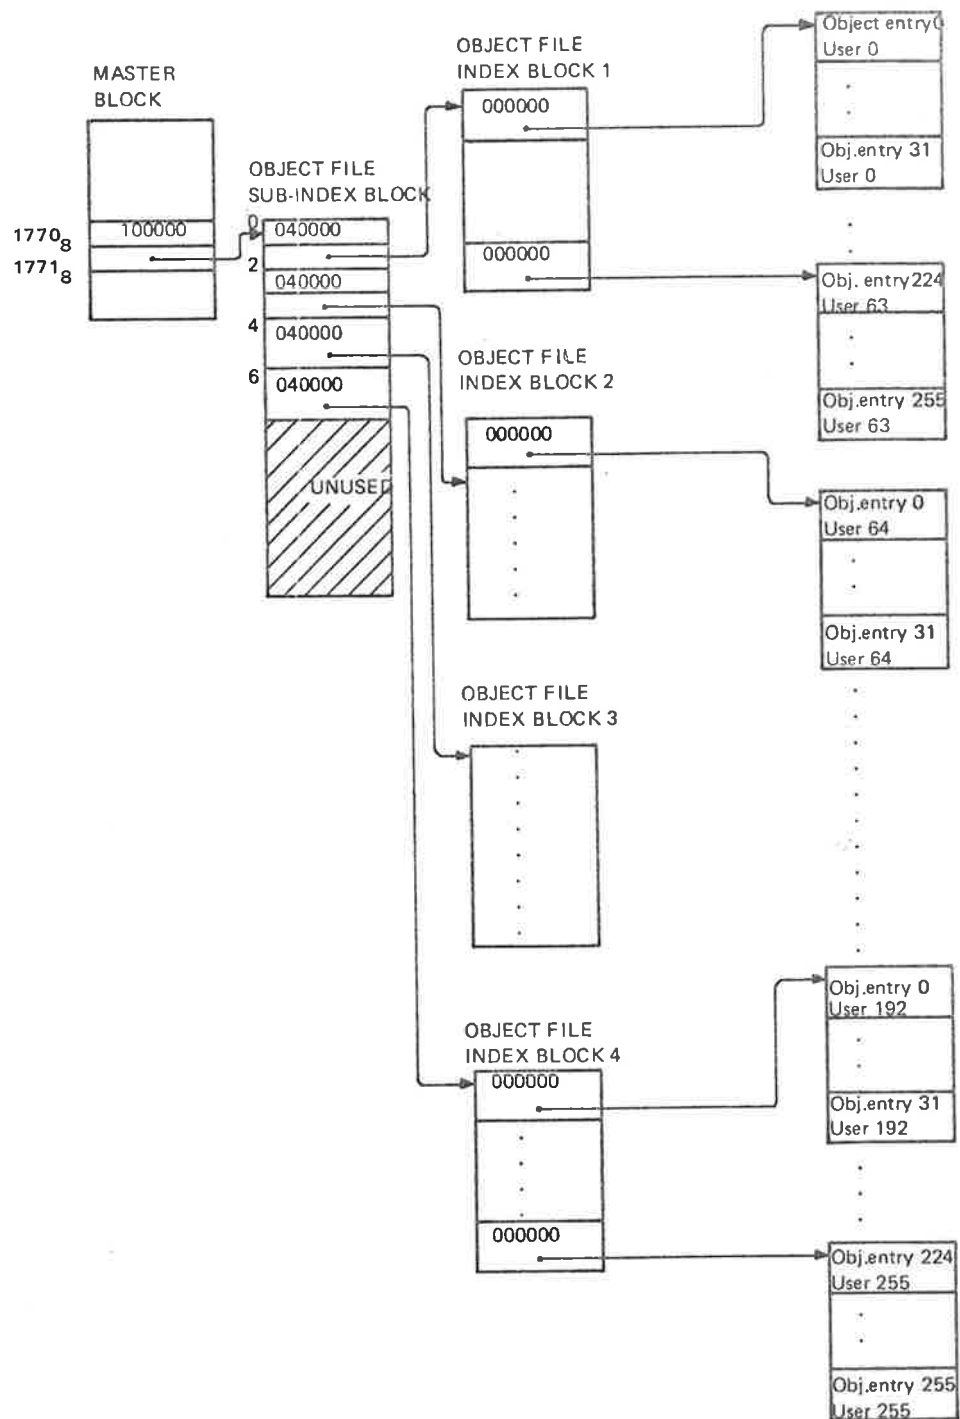 MASTER
BLOCK
1770₈
100000
1771₈
OBJECT FILE
SUB-INDEX BLOCK
0
040000
2
040000
4
040000
6
040000
UNUSED
OBJECT FILE
INDEX BLOCK 1
000000
000000
OBJECT FILE
INDEX BLOCK 2
000000
OBJECT FILE
INDEX BLOCK 3
OBJECT FILE
INDEX BLOCK 4
000000
000000
Object entry 0
User 0
Obj.entry 31
User 0
Obj. entry 224
User 63
Obj.entry 255
User 63
Obj.entry 0
User 64
Obj.entry 31
User 64
Obj.entry 0
User 192
Obj.entry 31
User 192
Obj.entry 224
User 255
Obj.entry 255
User 255